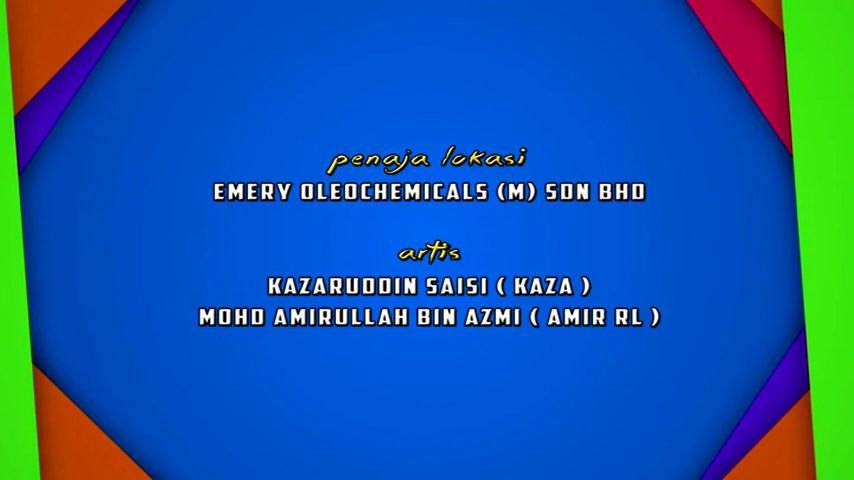 penaja lokasi
EMERY OLEOCHEMICALS (M) SDN BHD
artis
KAZARUDDIN SAISI ( KAZA )
MOHD AMIRULLAH BIN AZMI ( AMIR RL )